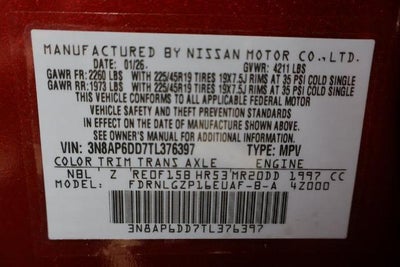 MANUFACTURED BY NISSAN MOTOR CO., LTD.
DATE: 01/26. GVWR: 4211 LBS
GAWR FR: 2260 LBS WITH 225/45R19 TIRES 19X7.5J RIMS AT 35 PSI COLD SINGLE
GAWR RR: 1973 LBS WITH 225/45R19 TIRES 19X7.5J RIMS AT 35 PSI COLD SINGLE
THIS VEHICLE CONFORMS TO ALL APPLICABLE FEDERAL MOTOR
VEHICLE SAFETY AND THEFT PREVENTION STANDARDS
IN EFFECT ON THE DATE OF MANUFACTURE SHOWN ABOVE.
SEE OWNER'S MANUAL FOR ADDITIONAL INFORMATION
VIN: 3N8AP6DD7TL376397 TYPE: MPV
COLOR TRIM TRANS AXLE ENGINE
NBL Z RE0F15B HR53 MR20DD 1997 CC
MODEL: FDRNLGZP16EUAF-B-A 4Z000
3N8AP6DD7TL376397